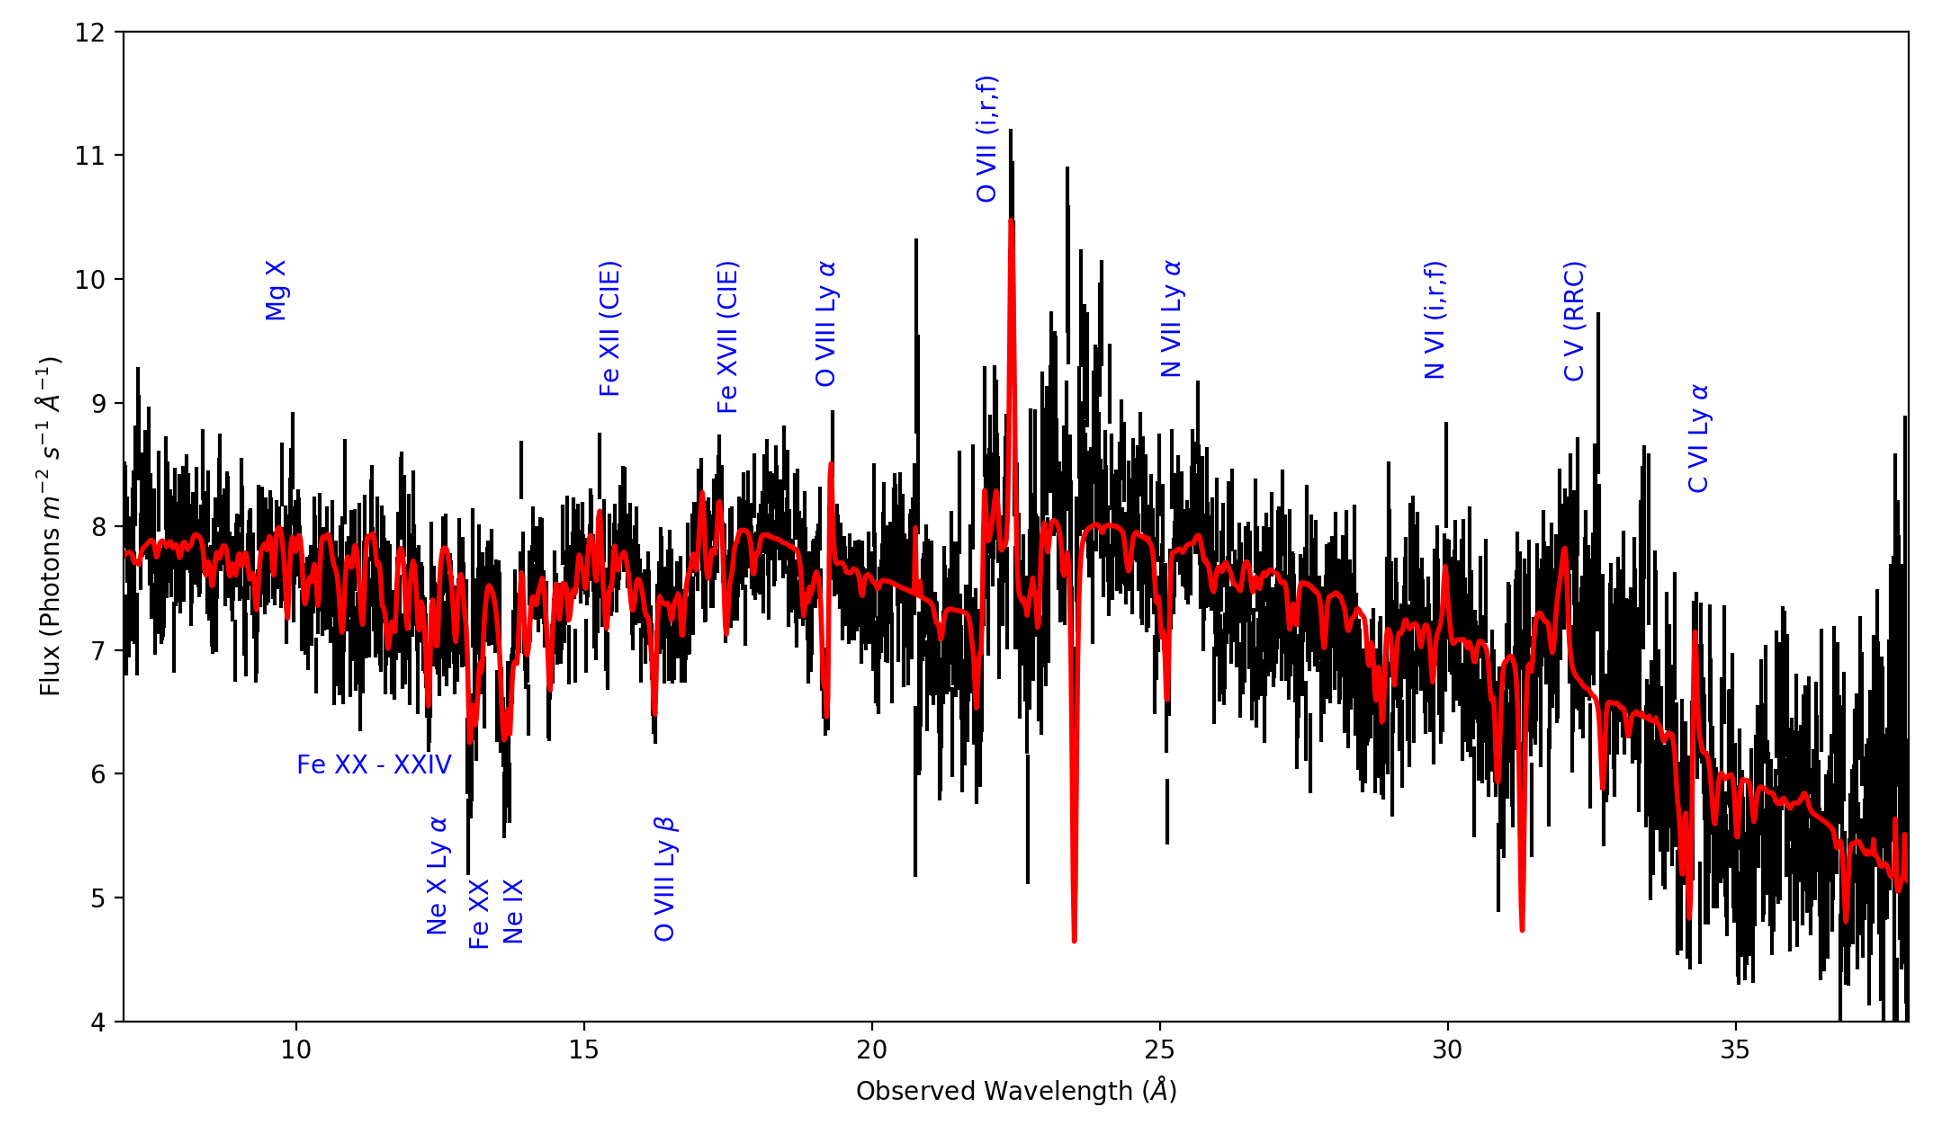 12
11
10
9
8
7
6
5
4
Flux (Photons m⁻² s⁻¹ Å⁻¹)
O VII (i,r,f)
Mg X
Fe XII (CIE)
Fe XVII (CIE)
O VIII Ly α
N VII Ly α
N VI (i,r,f)
C V (RRC)
C VI Ly α
Fe XX - XXIV
Ne X Ly α
Fe XX
Ne IX
O VIII Ly β
10
15
20
25
30
35
Observed Wavelength (Å)